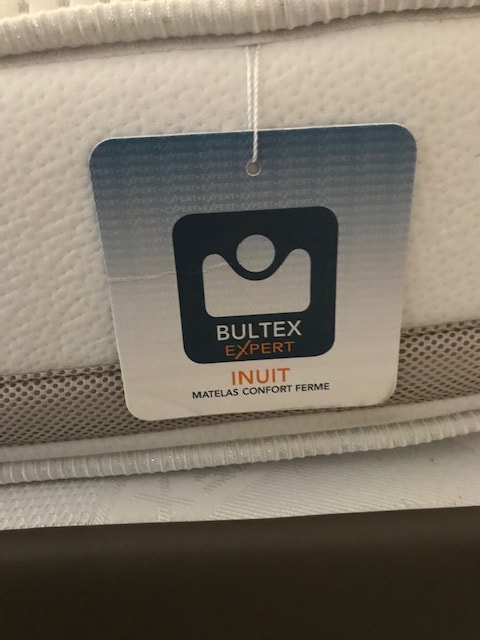 BULTEX
EXPERT
INUIT
MATELAS CONFORT FERME